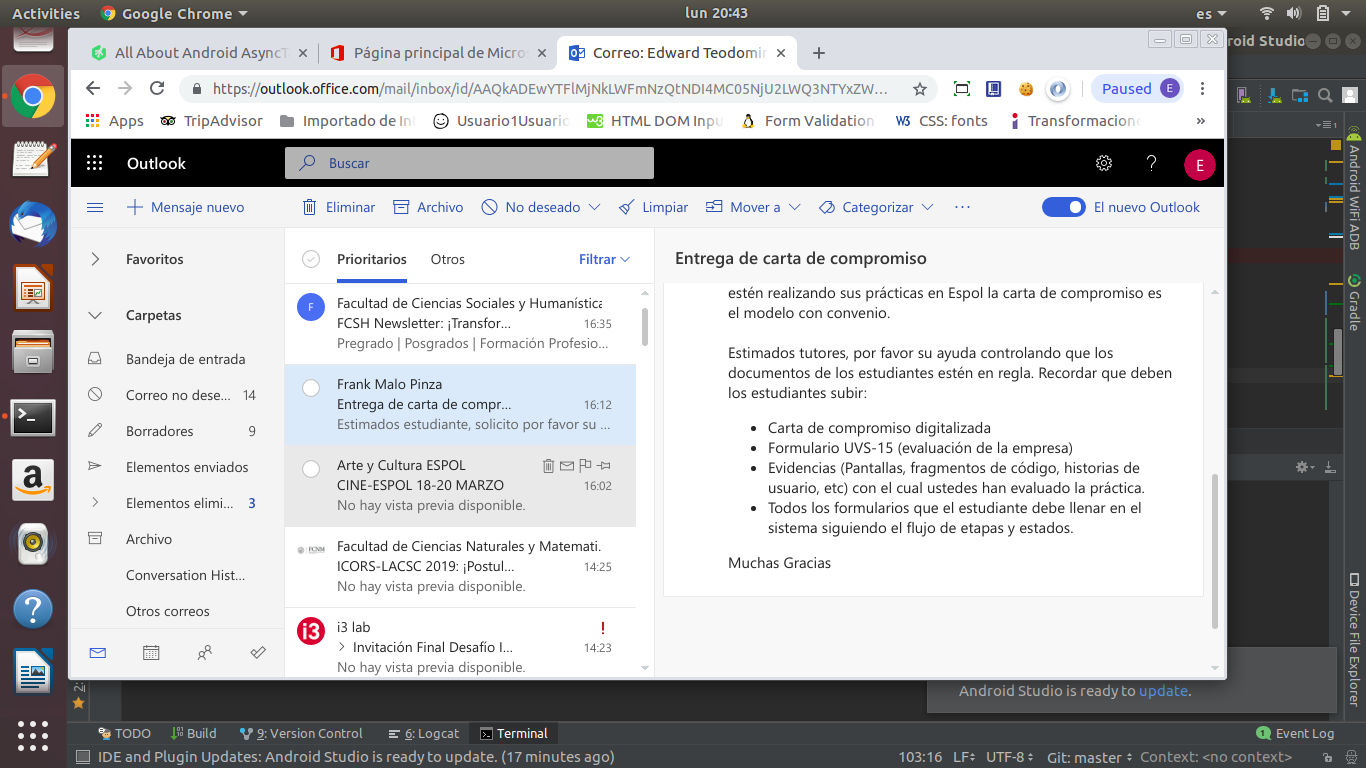 Activities
Google Chrome
lun 20:43
es
All About Android AsyncT
Página principal de Micros
Correo: Edward Teodomir
roid Studio
https://outlook.office.com/mail/inbox/id/AAQkADEwYTFlMjNkLWFmNzQtNDI4MC05NjU2LWQ3NTYxZW...
Paused E
Apps
TripAdvisor
Importado de Int
Usuario1Usuario
HTML DOM Inpu
Form Validation
W3 CSS: fonts
Transformacione
»
Outlook
Buscar
?
E
Mensaje nuevo
Eliminar
Archivo
No deseado
Limpiar
Mover a
Categorizar
...
El nuevo Outlook
Favoritos
Carpetas
Bandeja de entrada
Correo no dese... 14
Borradores 9
Elementos enviados
Elementos elimi... 3
Archivo
Conversation Hist...
Otros correos
Prioritarios
Otros
Filtrar
F
Facultad de Ciencias Sociales y Humanística
FCSH Newsletter: ¡Transfor... 16:35
Pregrado | Posgrados | Formación Profesio...
Frank Malo Pinza
Entrega de carta de compr... 16:12
Estimados estudiante, solicito por favor su ...
Arte y Cultura ESPOL
CINE-ESPOL 18-20 MARZO 16:02
No hay vista previa disponible.
FCNM
Facultad de Ciencias Naturales y Matemati.
ICORS-LACSC 2019: ¡Postul... 14:25
No hay vista previa disponible.
i3
i3 lab !
Invitación Final Desafío I... 14:23
No hay vista previa disponible.
Entrega de carta de compromiso
estén realizando sus prácticas en Espol la carta de compromiso es
el modelo con convenio.
Estimados tutores, por favor su ayuda controlando que los
documentos de los estudiantes estén en regla. Recordar que deben
los estudiantes subir:
• Carta de compromiso digitalizada
• Formulario UVS-15 (evaluación de la empresa)
• Evidencias (Pantallas, fragmentos de código, historias de
usuario, etc) con el cual ustedes han evaluado la práctica.
• Todos los formularios que el estudiante debe llenar en el
sistema siguiendo el flujo de etapas y estados.
Muchas Gracias
1
Android WiFi ADB
Gradle
Device File Explorer
2:
Android Studio is ready to update.
TODO
Build
9: Version Control
6: Logcat
Terminal
1 Event Log
IDE and Plugin Updates: Android Studio is ready to update. (17 minutes ago)
103:16
LF
UTF-8
Git: master
Context: <no context>